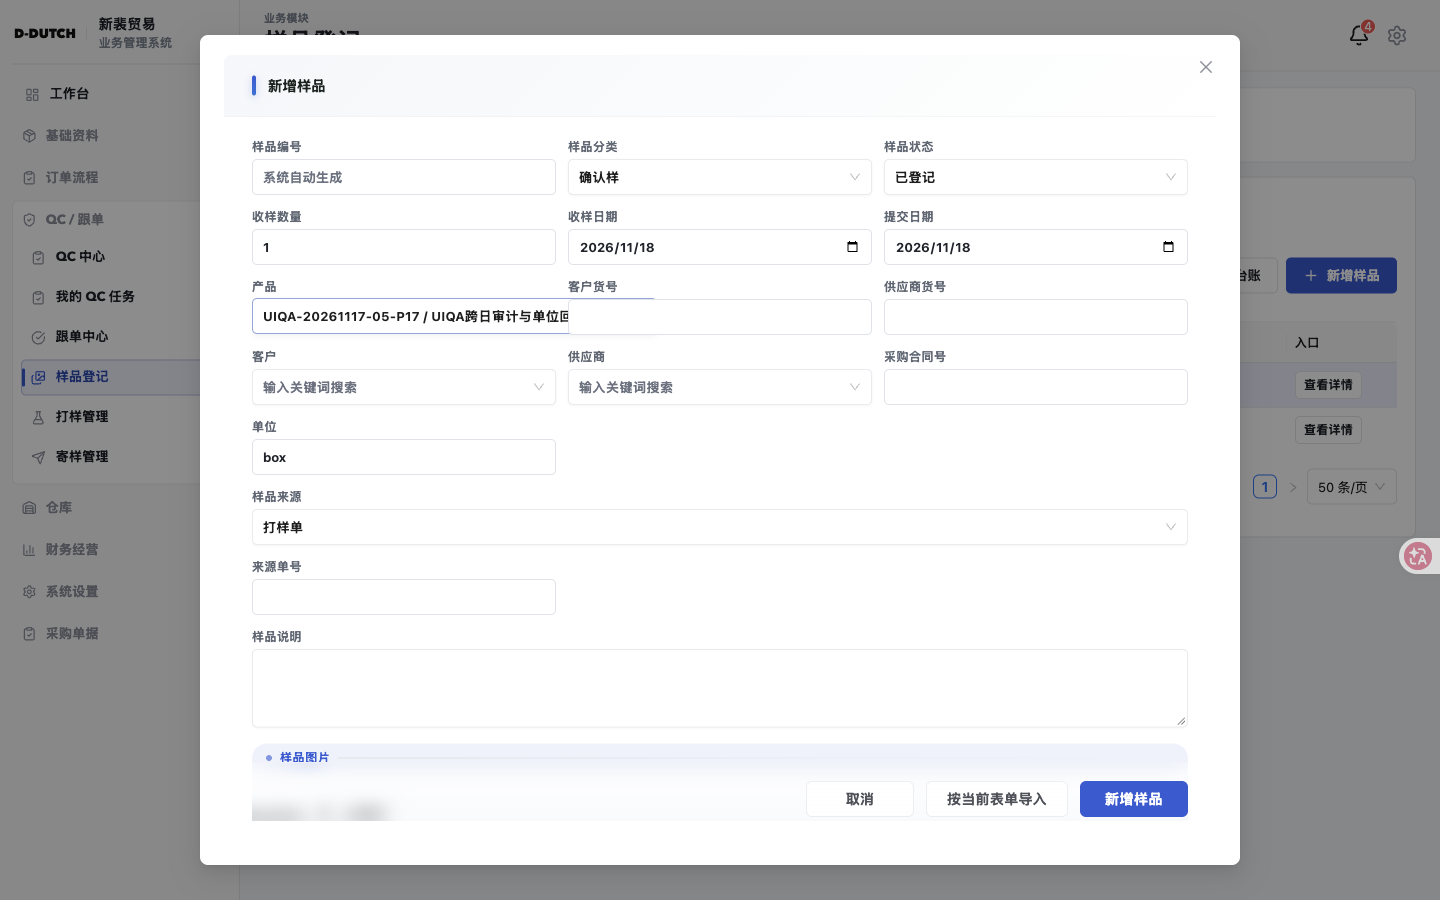 D-DUTCH
新裴贸易
业务管理系统
业务模块
4
工作台
基础资料
订单流程
QC / 跟单
QC 中心
我的 QC 任务
跟单中心
样品登记
打样管理
寄样管理
仓库
财务经营
系统设置
采购单据
台账
新增样品
入口
查看详情
查看详情
1
50 条/页
新增样品
样品编号
样品分类
样品状态
系统自动生成
确认样
已登记
收样数量
收样日期
提交日期
1
2026/11/18
2026/11/18
产品
客户货号
供应商货号
UIQA-20261117-05-P17 / UIQA跨日审计与单位回
客户
供应商
采购合同号
输入关键词搜索
输入关键词搜索
单位
box
样品来源
打样单
来源单号
样品说明
样品图片
取消
按当前表单导入
新增样品